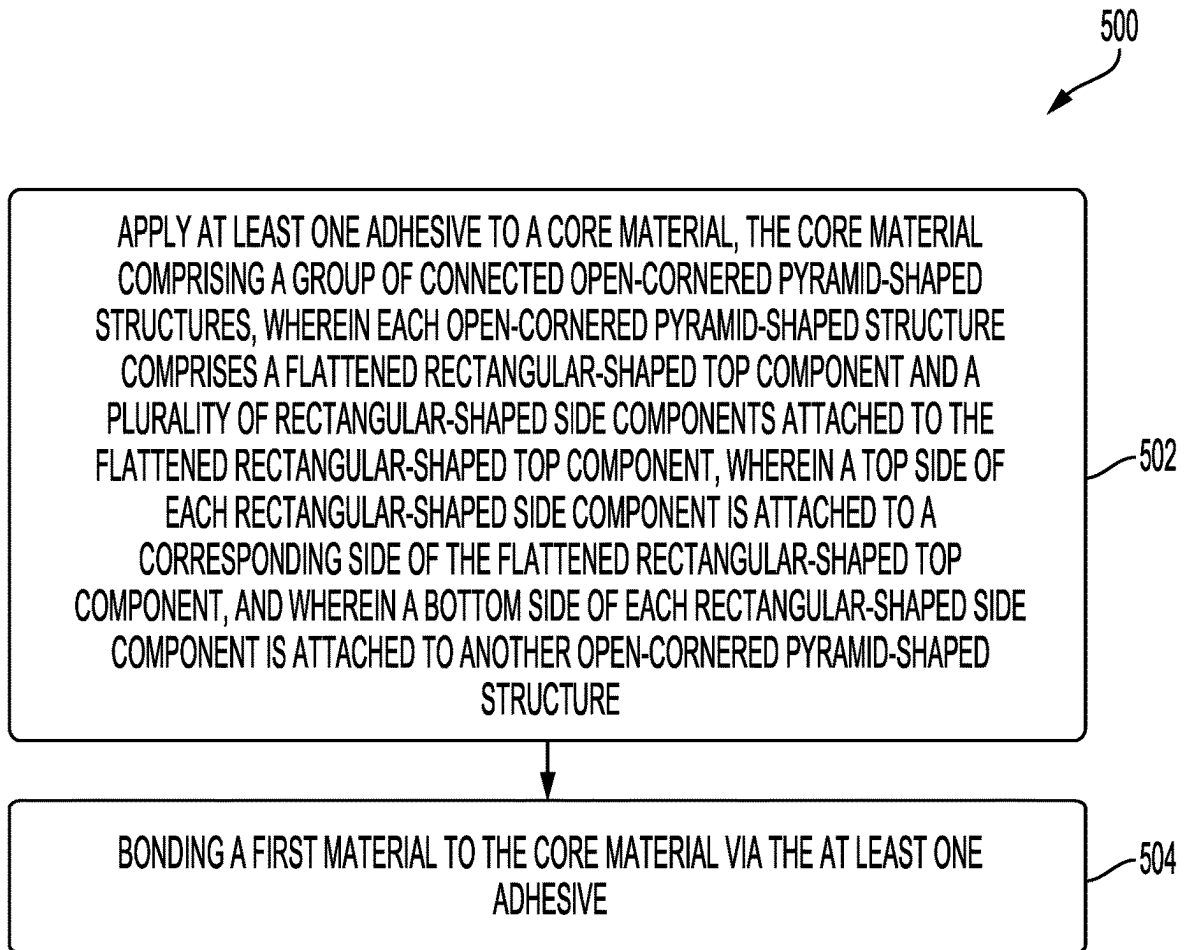 500
APPLY AT LEAST ONE ADHESIVE TO A CORE MATERIAL, THE CORE MATERIAL
COMPRISING A GROUP OF CONNECTED OPEN-CORNERED PYRAMID-SHAPED
STRUCTURES, WHEREIN EACH OPEN-CORNERED PYRAMID-SHAPED STRUCTURE
COMPRISES A FLATTENED RECTANGULAR-SHAPED TOP COMPONENT AND A
PLURALITY OF RECTANGULAR-SHAPED SIDE COMPONENTS ATTACHED TO THE
FLATTENED RECTANGULAR-SHAPED TOP COMPONENT, WHEREIN A TOP SIDE OF
EACH RECTANGULAR-SHAPED SIDE COMPONENT IS ATTACHED TO A
CORRESPONDING SIDE OF THE FLATTENED RECTANGULAR-SHAPED TOP
COMPONENT, AND WHEREIN A BOTTOM SIDE OF EACH RECTANGULAR-SHAPED SIDE
COMPONENT IS ATTACHED TO ANOTHER OPEN-CORNERED PYRAMID-SHAPED
STRUCTURE
502
BONDING A FIRST MATERIAL TO THE CORE MATERIAL VIA THE AT LEAST ONE
ADHESIVE
504